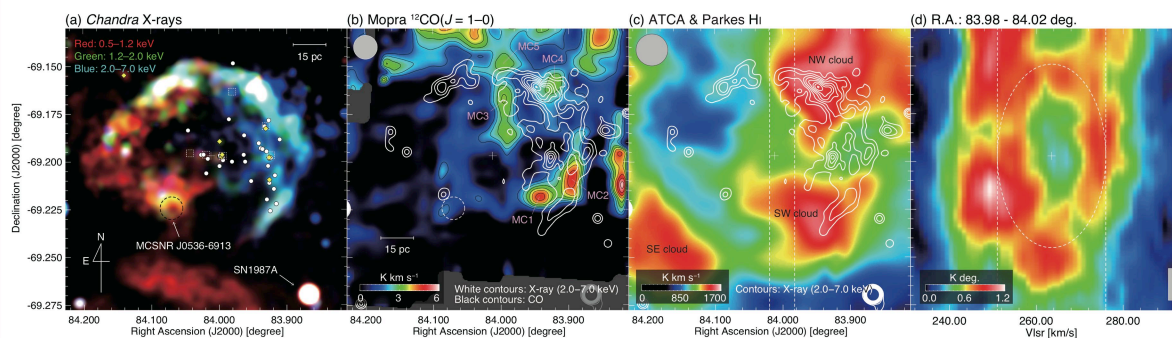 (a) Chandra X-rays
Red: 0.5-1.2 keV
Green: 1.2-2.0 keV
Blue: 2.0-7.0 keV
15 pc
MCSNR J0536-6913
SN1987A
N
E
-69.150
-69.175
-69.200
-69.225
-69.250
-69.275
Declination (J2000) [degree]
84.200
84.100
84.000
83.900
Right Ascension (J2000) [degree]
(b) Mopra ¹²CO(J = 1–0)
MC5
MC4
MC3
MC2
MC1
15 pc
K km s⁻¹
0
3
6
White contours: X-ray (2.0–7.0 keV)
Black contours: CO
84.200
84.100
84.000
83.900
Right Ascension (J2000) [degree]
(c) ATCA & Parkes HI
NW cloud
SW cloud
SE cloud
K km s⁻¹
0
850
1700
Contours: X-ray (2.0–7.0 keV)
84.200
84.100
84.000
83.900
Right Ascension (J2000) [degree]
(d) R.A.: 83.98 - 84.02 deg.
K deg.
0.0
0.6
1.2
240.00
260.00
280.00
Vlsr [km/s]